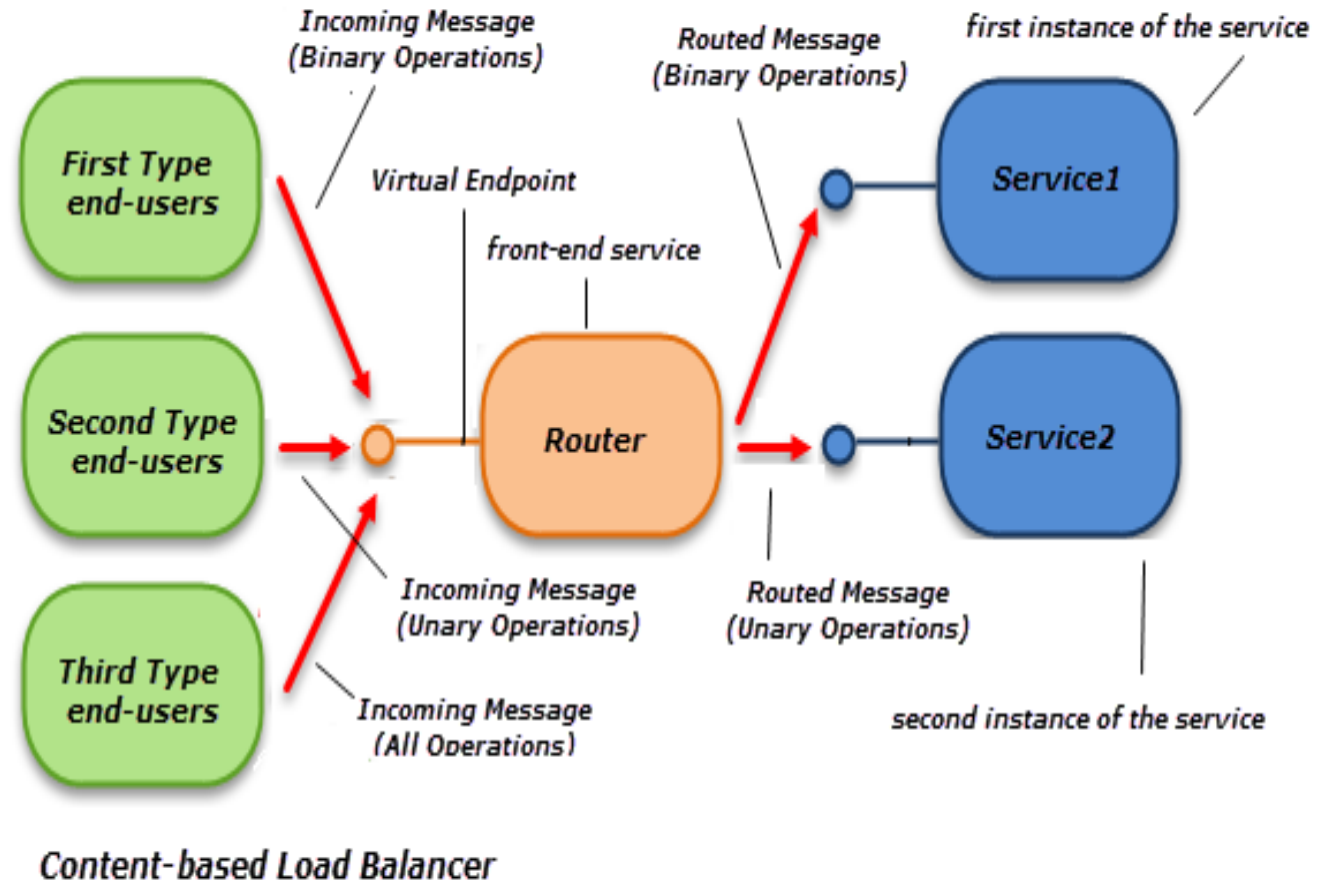 Incoming Message
(Binary Operations)
Routed Message
(Binary Operations)
first instance of the service
First Type
end-users
Virtual Endpoint
Service1
front-end service
Second Type
end-users
Router
Service2
Incoming Message
(Unary Operations)
Routed Message
(Unary Operations)
Third Type
end-users
Incoming Message
(All Operations)
second instance of the service
Content-based Load Balancer